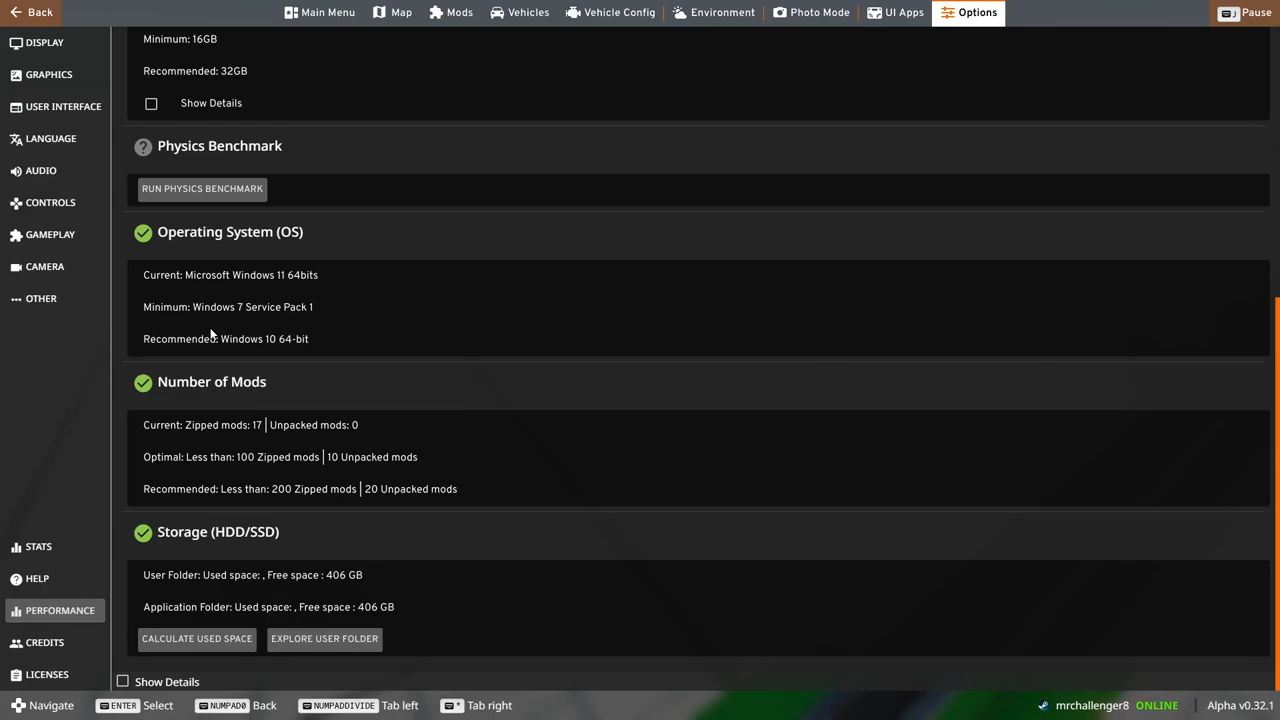 Back
Main Menu
Map
Mods
Vehicles
Vehicle Config
Environment
Photo Mode
UI Apps
Options
J Pause
DISPLAY
GRAPHICS
USER INTERFACE
LANGUAGE
AUDIO
CONTROLS
GAMEPLAY
CAMERA
OTHER
STATS
HELP
PERFORMANCE
CREDITS
LICENSES
Minimum: 16GB
Recommended: 32GB
Show Details
Physics Benchmark
RUN PHYSICS BENCHMARK
Operating System (OS)
Current: Microsoft Windows 11 64bits
Minimum: Windows 7 Service Pack 1
Recommended: Windows 10 64-bit
Number of Mods
Current: Zipped mods: 17 | Unpacked mods: 0
Optimal: Less than: 100 Zipped mods | 10 Unpacked mods
Recommended: Less than: 200 Zipped mods | 20 Unpacked mods
Storage (HDD/SSD)
User Folder: Used space: , Free space : 406 GB
Application Folder: Used space: , Free space : 406 GB
CALCULATE USED SPACE
EXPLORE USER FOLDER
Show Details
Navigate
ENTER Select
NUMPAD0 Back
NUMPADDIVIDE Tab left
* Tab right
mrchallenger8 ONLINE
Alpha v0.32.1